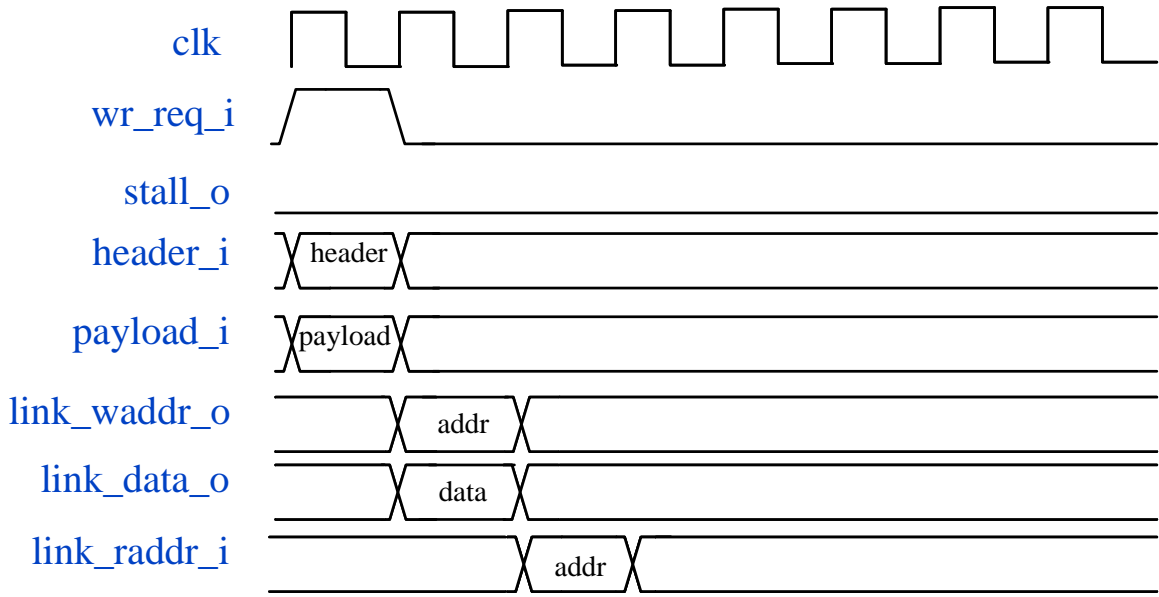 clk
wr_req_i
stall_o
header_i header
payload_i payload
link_waddr_o addr
link_data_o data
link_raddr_i addr